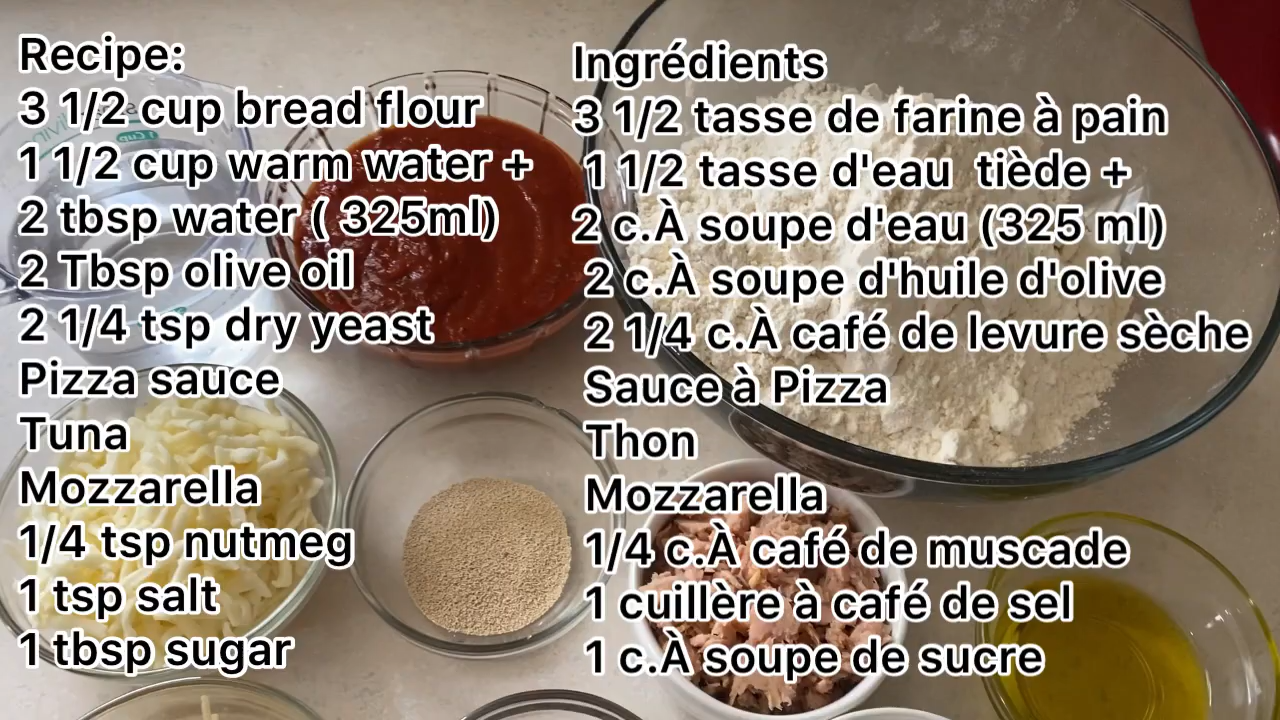 Recipe:
3 1/2 cup bread flour
1 1/2 cup warm water +
2 tbsp water ( 325ml)
2 Tbsp olive oil
2 1/4 tsp dry yeast
Pizza sauce
Tuna
Mozzarella
1/4 tsp nutmeg
1 tsp salt
1 tbsp sugar
Ingrédients
3 1/2 tasse de farine à pain
1 1/2 tasse d'eau  tiède +
2 c.À soupe d'eau (325 ml)
2 c.À soupe d'huile d'olive
2 1/4 c.À café de levure sèche
Sauce à Pizza
Thon
Mozzarella
1/4 c.À café de muscade
1 cuillère à café de sel
1 c.À soupe de sucre